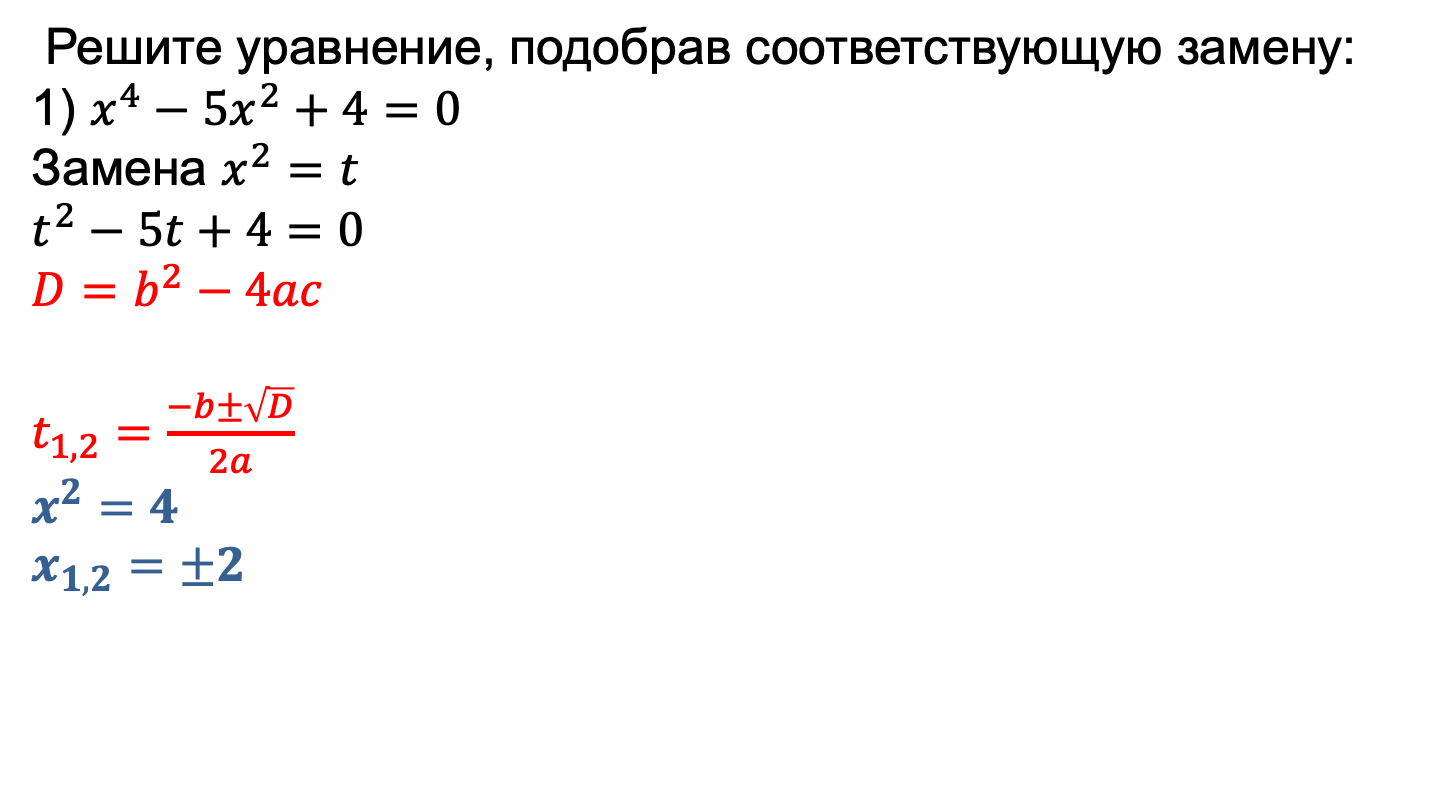 Решите уравнение, подобрав соответствующую замену:
1) x⁴ − 5x² + 4 = 0
Замена x² = t
t² − 5t + 4 = 0
D = b² − 4ac
t₁,₂ = (−b±√D)/(2a)
x² = 4
x₁,₂ = ±2